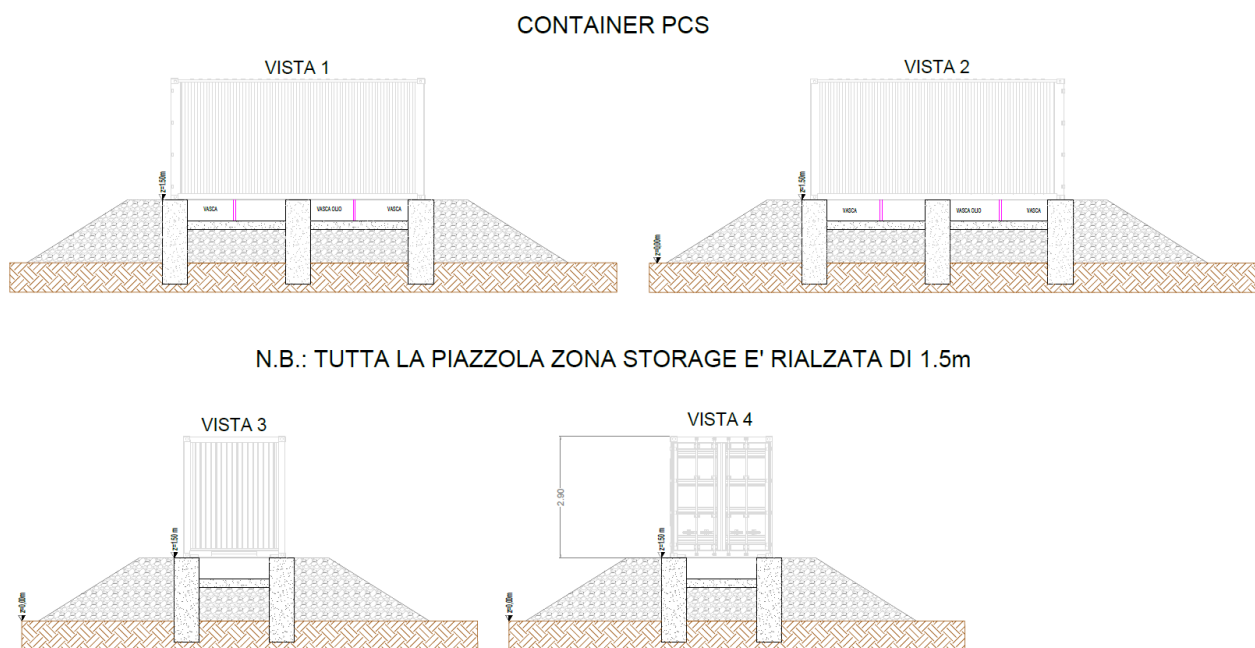 CONTAINER PCS
VISTA 1
VISTA 2
z=1.50m
z=1.50m
VASCA
VASCA OLIO
VASCA
VASCA
VASCA OLIO
VASCA
z=0.00m
N.B.: TUTTA LA PIAZZOLA ZONA STORAGE E' RIALZATA DI 1.5m
VISTA 3
VISTA 4
2.90
z=1.50 m
z=1.50 m
z=0.00m
z=0.00m